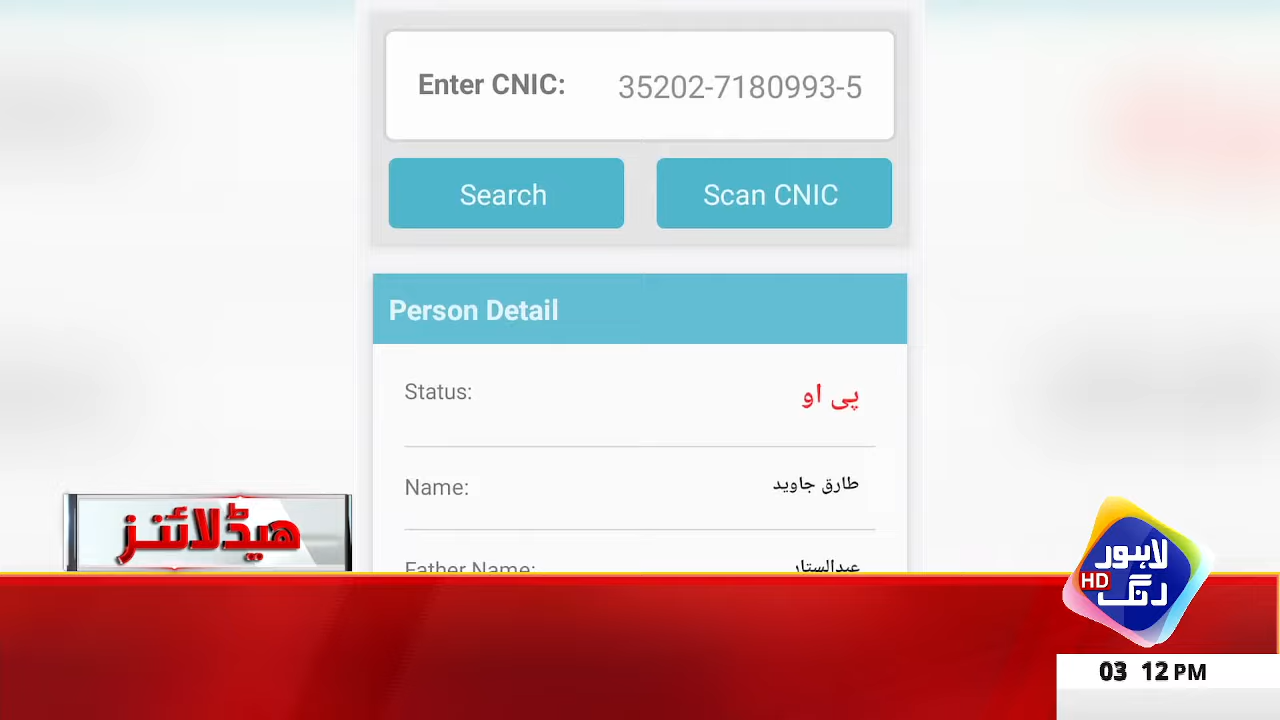 Enter CNIC: 35202-7180993-5
Search Scan CNIC
Person Detail
Status: پی او
Name: طارق جاوید
Father Name: عبدالستار
ہیڈلائنز
لاہور
رنگ HD
03 12 PM